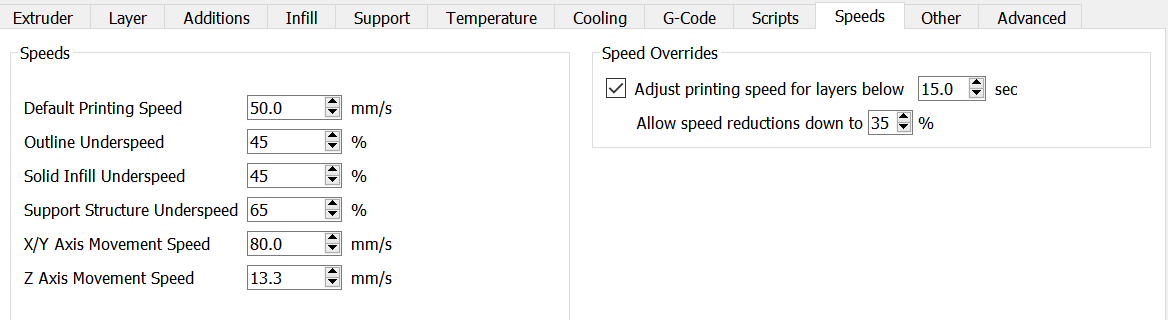 Extruder Layer Additions Infill Support Temperature Cooling G-Code Scripts Speeds Other Advanced
Speeds
Default Printing Speed 50.0 mm/s
Outline Underspeed 45 %
Solid Infill Underspeed 45 %
Support Structure Underspeed 65 %
X/Y Axis Movement Speed 80.0 mm/s
Z Axis Movement Speed 13.3 mm/s
Speed Overrides
Adjust printing speed for layers below 15.0 sec
Allow speed reductions down to 35 %